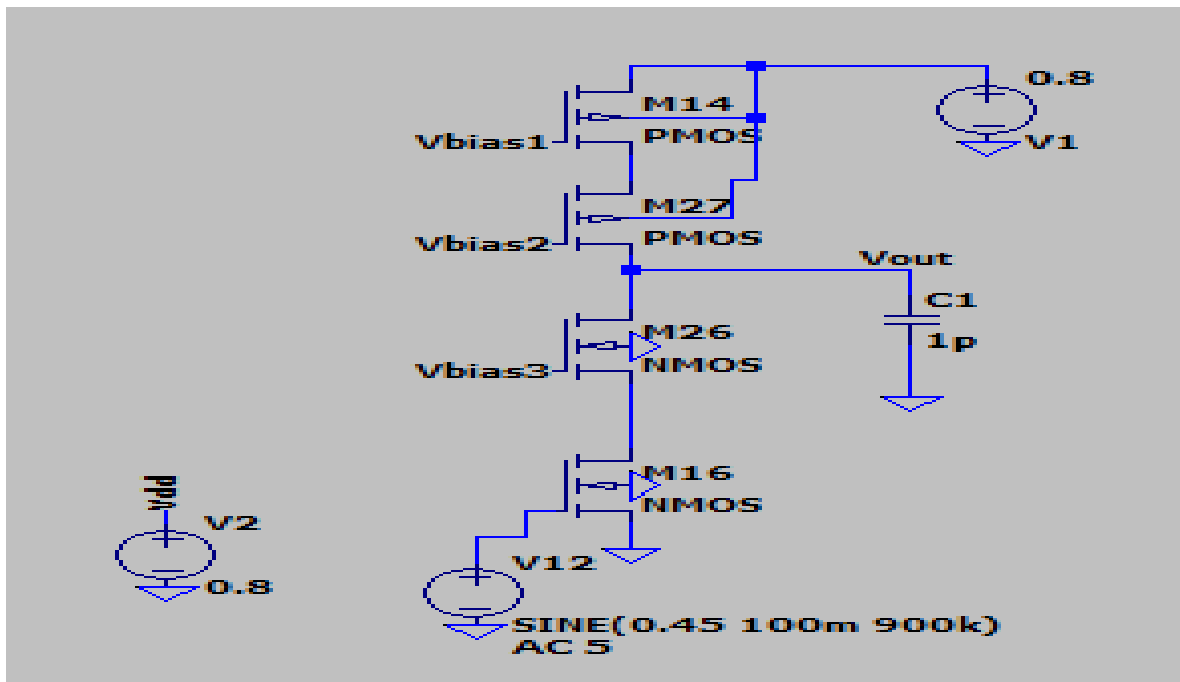 0.8
M14
Vbias1
PMOS
V1
M27
Vbias2
PMOS
Vout
C1
M26
1p
Vbias3
NMOS
M16
Vdd
NMOS
V2
V12
0.8
SINE(0.45 100m 900k)
AC 5